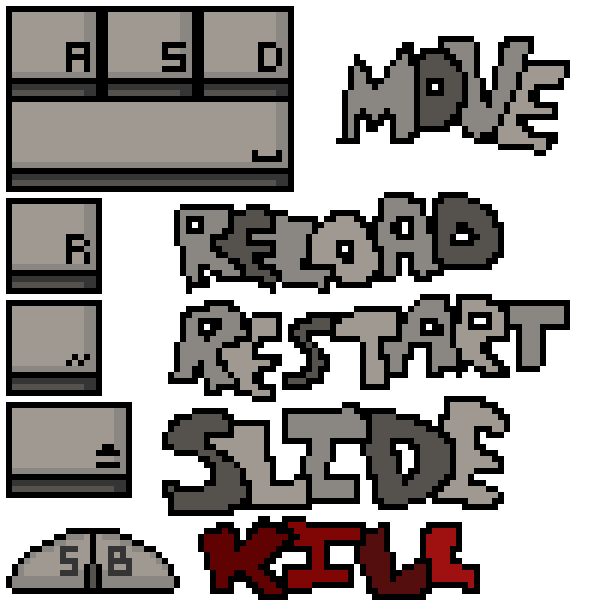 A S D MOVE
R RELOAD
~ RESTART
SLIDE
S B KILL